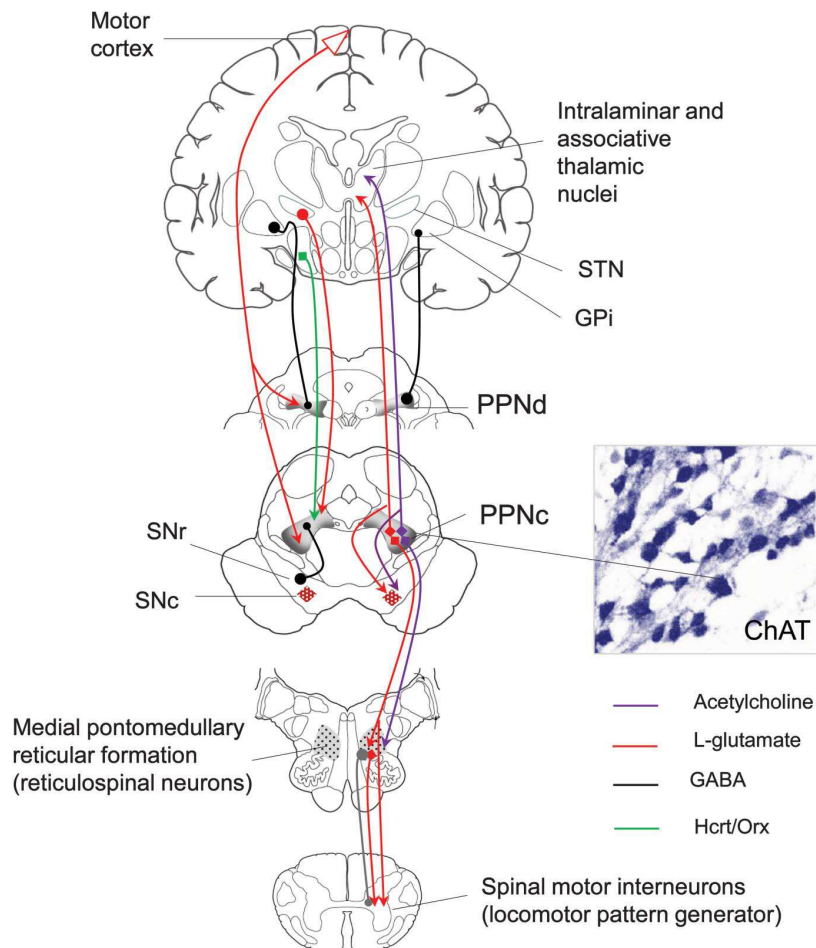 Motor
cortex
Intralaminar and
associative
thalamic
nuclei
STN
GPi
PPNd
PPNc
SNr
SNc
ChAT
Medial pontomedullary
reticular formation
(reticulospinal neurons)
Acetylcholine
L-glutamate
GABA
Hcrt/Orx
Spinal motor interneurons
(locomotor pattern generator)